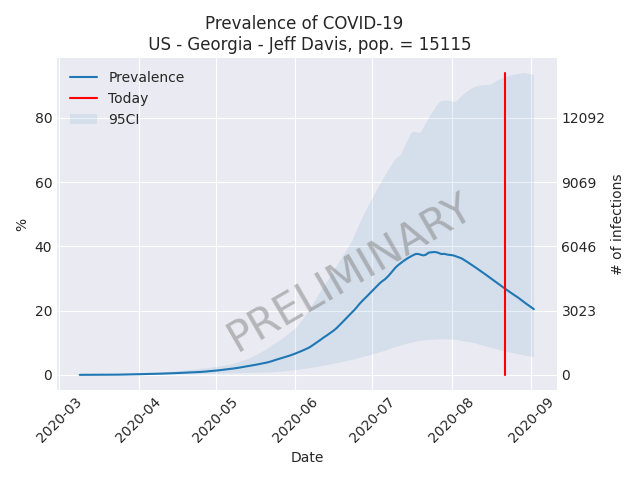 Prevalence of COVID-19
US - Georgia - Jeff Davis, pop. = 15115
Prevalence
Today
95CI
80
60
40
20
0
%
12092
9069
6046
3023
0
# of infections
PRELIMINARY
2020-03
2020-04
2020-05
2020-06
2020-07
2020-08
2020-09
Date